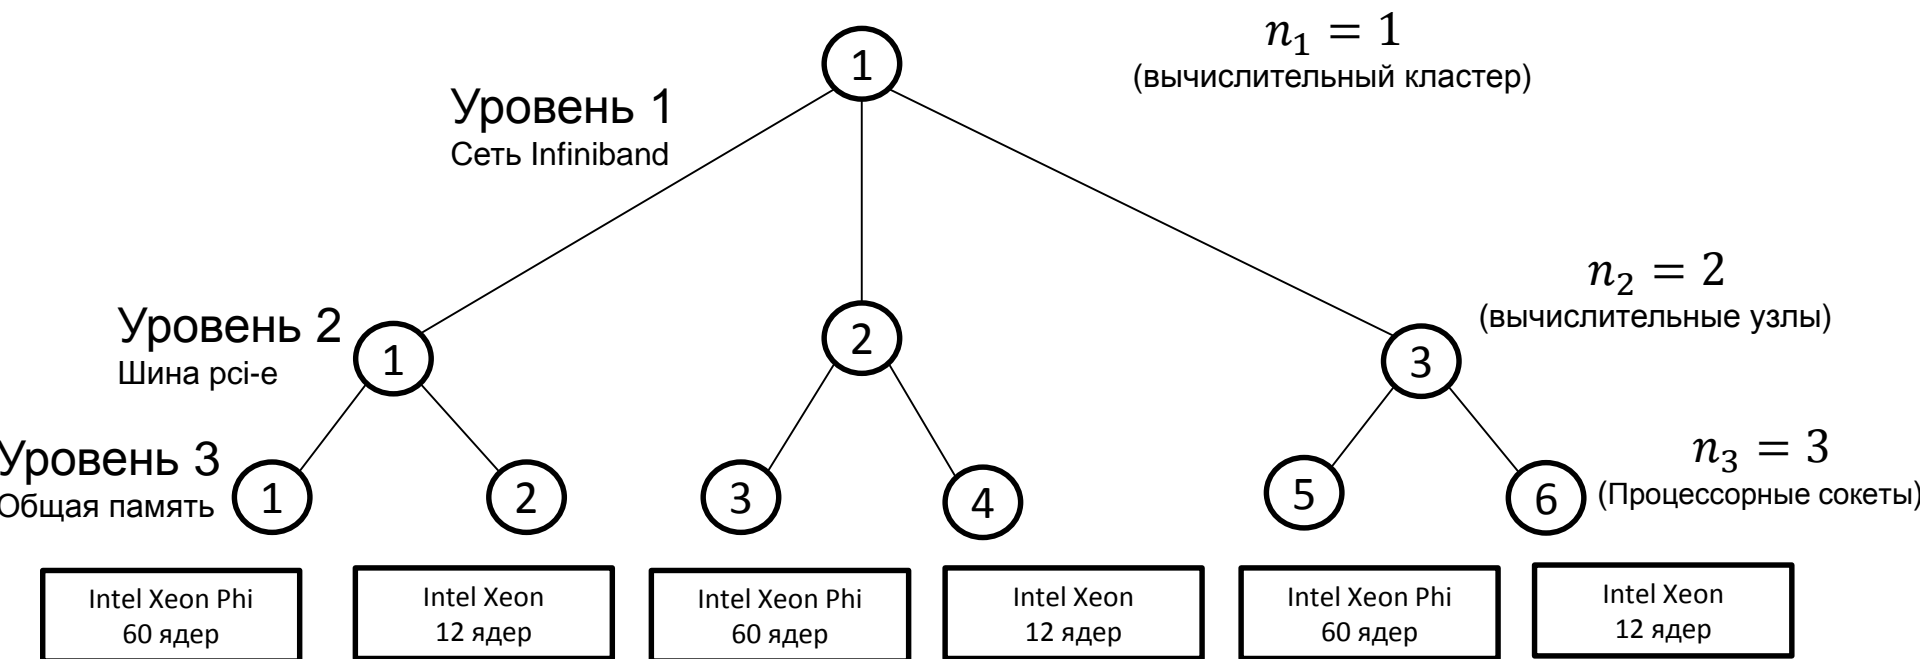 n₁ = 1
(вычислительный кластер)
1
Уровень 1
Сеть Infiniband
n₂ = 2
(вычислительные узлы)
Уровень 2
Шина pci-e
1
2
3
Уровень 3
Общая память
n₃ = 3
(Процессорные сокеты)
1
2
3
4
5
6
Intel Xeon Phi
60 ядер
Intel Xeon
12 ядер
Intel Xeon Phi
60 ядер
Intel Xeon
12 ядер
Intel Xeon Phi
60 ядер
Intel Xeon
12 ядер